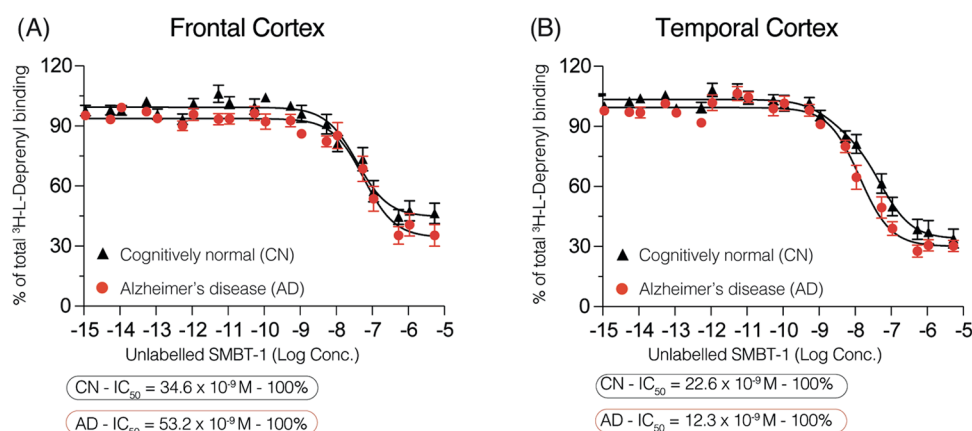 (A) Frontal Cortex
% of total ³H-L-Deprenyl binding
120
90
60
30
0
▲ Cognitively normal (CN)
● Alzheimer's disease (AD)
-15 -14 -13 -12 -11 -10 -9 -8 -7 -6 -5
Unlabelled SMBT-1 (Log Conc.)
CN - IC₅₀ = 34.6 x 10⁻⁹ M - 100%
AD - IC₅₀ = 53.2 x 10⁻⁹ M - 100%
(B) Temporal Cortex
% of total ³H-L-Deprenyl binding
120
90
60
30
0
▲ Cognitively normal (CN)
● Alzheimer's disease (AD)
-15 -14 -13 -12 -11 -10 -9 -8 -7 -6 -5
Unlabelled SMBT-1 (Log Conc.)
CN - IC₅₀ = 22.6 x 10⁻⁹ M - 100%
AD - IC₅₀ = 12.3 x 10⁻⁹ M - 100%